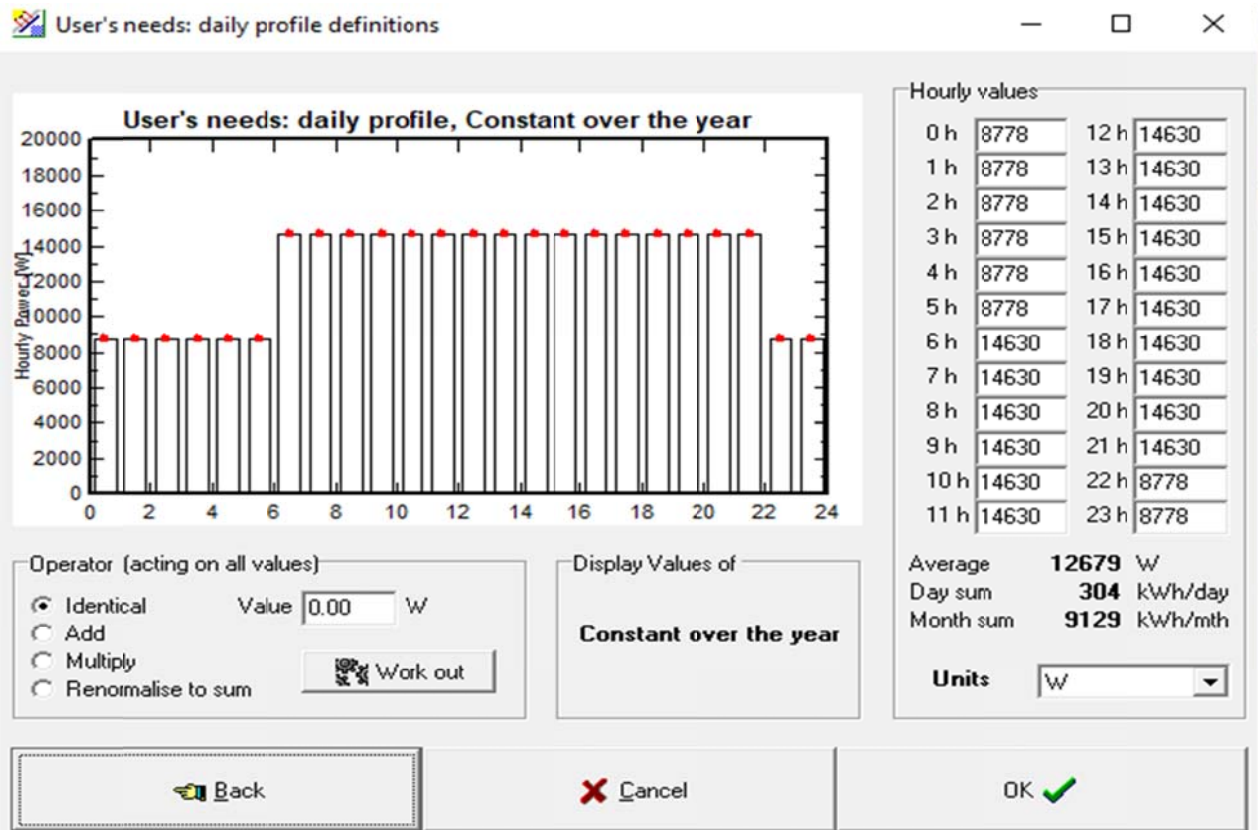 User's needs: daily profile definitions
User's needs: daily profile, Constant over the year
Hourly Power [W]
20000
18000
16000
14000
12000
10000
8000
6000
4000
2000
0
0 2 4 6 8 10 12 14 16 18 20 22 24
Hourly values
0 h 8778 12 h 14630
1 h 8778 13 h 14630
2 h 8778 14 h 14630
3 h 8778 15 h 14630
4 h 8778 16 h 14630
5 h 8778 17 h 14630
6 h 14630 18 h 14630
7 h 14630 19 h 14630
8 h 14630 20 h 14630
9 h 14630 21 h 14630
10 h 14630 22 h 8778
11 h 14630 23 h 8778
Average 12679 W
Day sum 304 kWh/day
Month sum 9129 kWh/mth
Units W
Operator (acting on all values)
Identical Value 0.00 W
Add
Multiply
Renormalise to sum
Work out
Display Values of
Constant over the year
Back
Cancel
OK